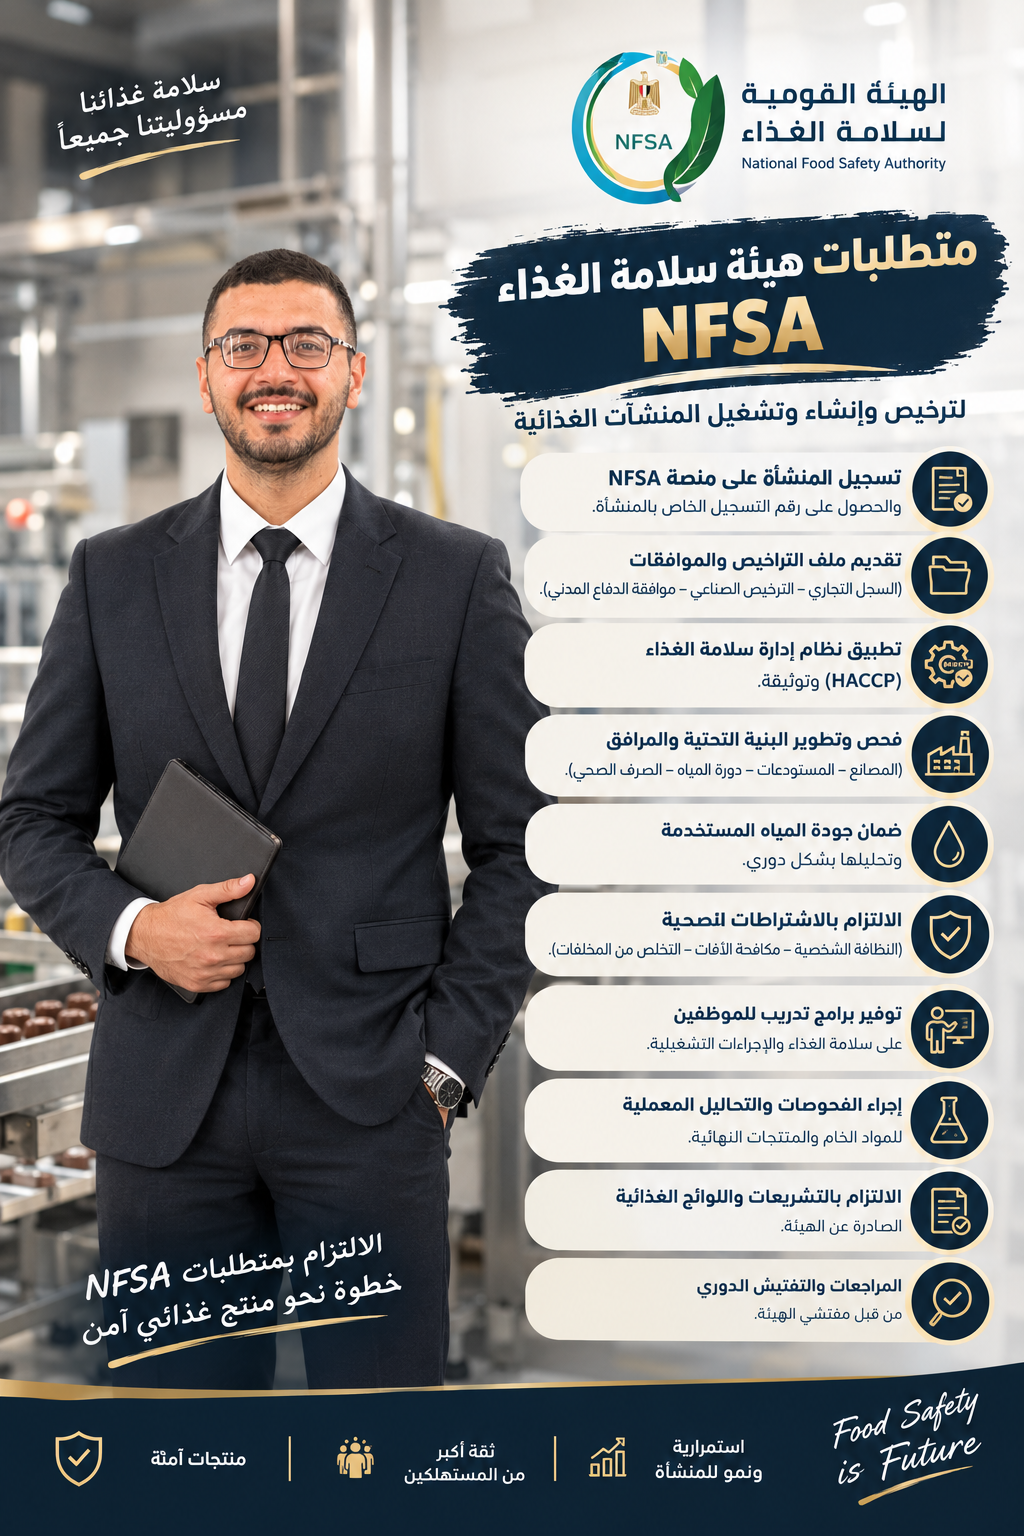 سلامة غذائنا
مسؤوليتنا جميعاً
NFSA
الهيئة القومية
لسلامة الغذاء
National Food Safety Authority
متطلبات هيئة سلامة الغذاء
NFSA
لترخيص وإنشاء وتشغيل المنشآت الغذائية
تسجيل المنشأة على منصة NFSA
والحصول على رقم التسجيل الخاص بالمنشأة.
تقديم ملف التراخيص والموافقات
(السجل التجاري – الترخيص الصناعي – موافقة الدفاع المدني).
تطبيق نظام إدارة سلامة الغذاء
(HACCP) وتوثيقة.
فحص وتطوير البنية التحتية والمرافق
(المصانع – المستودعات – دورة المياه – الصرف الصحي).
ضمان جودة المياه المستخدمة
وتحليلها بشكل دوري.
الالتزام بالاشتراطات الصحية
(النظافة الشخصية – مكافحة الأفات – التخلص من المخلفات).
توفير برامج تدريب للموظفين
على سلامة الغذاء والإجراءات التشغيلية.
إجراء الفحوصات والتحاليل المعملية
للمواد الخام والمنتجات النهائية.
الالتزام بالتشريعات واللوائح الغذائية
الصادرة عن الهيئة.
المراجعات والتفتيش الدوري
من قبل مفتشي الهيئة.
الالتزام بمتطلبات NFSA
خطوة نحو منتج غذائي آمن
منتجات آمنة
ثقة أكبر
من المستهلكين
استمرارية
ونمو للمنشأة
Food Safety
is Future